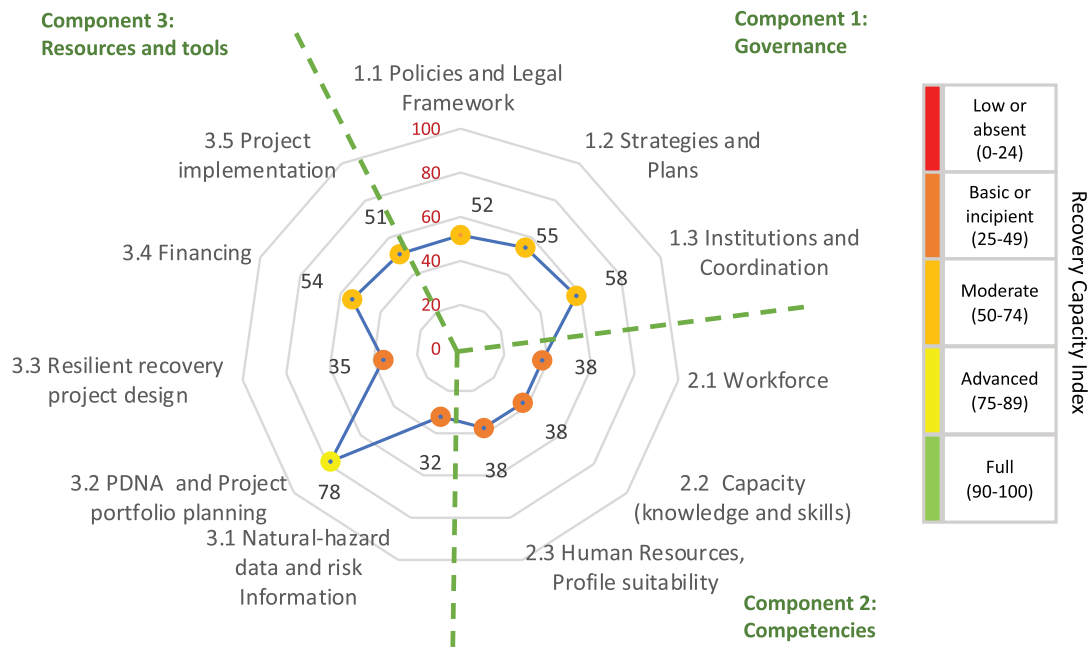 Component 3:
Resources and tools
Component 1:
Governance
1.1 Policies and Legal
Framework
1.2 Strategies and
Plans
1.3 Institutions and
Coordination
2.1 Workforce
2.2 Capacity
(knowledge and skills)
2.3 Human Resources,
Profile suitability
3.1 Natural-hazard
data and risk
Information
3.2 PDNA and Project
portfolio planning
3.3 Resilient recovery
project design
3.4 Financing
3.5 Project
implementation
100
80
60
40
20
0
52
55
58
38
38
38
32
78
35
54
51
Component 2:
Competencies
Low or
absent
(0-24)
Basic or
incipient
(25-49)
Moderate
(50-74)
Advanced
(75-89)
Full
(90-100)
Recovery Capacity Index